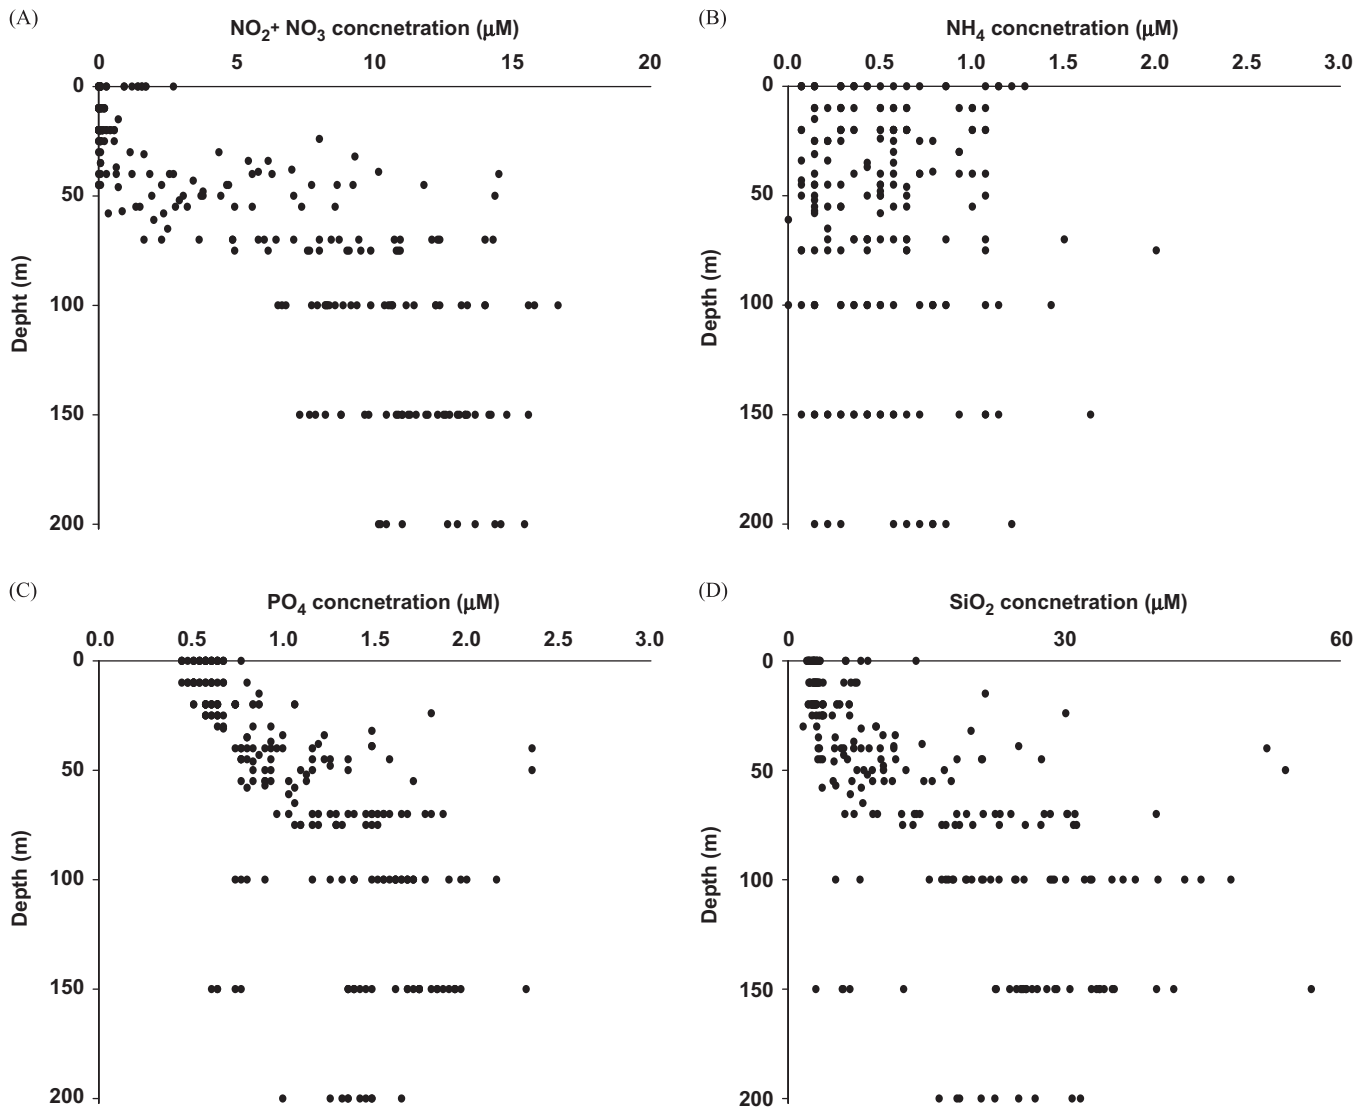 (A)
NO2+ NO3 concnetration (µM)
0 5 10 15 20
0
50
100
150
200
Depht (m)
(B)
NH4 concnetration (µM)
0.0 0.5 1.0 1.5 2.0 2.5 3.0
0
50
100
150
200
Depth (m)
(C)
PO4 concnetration (µM)
0.0 0.5 1.0 1.5 2.0 2.5 3.0
0
50
100
150
200
Depth (m)
(D)
SiO2 concnetration (µM)
0 30 60
0
50
100
150
200
Depth (m)